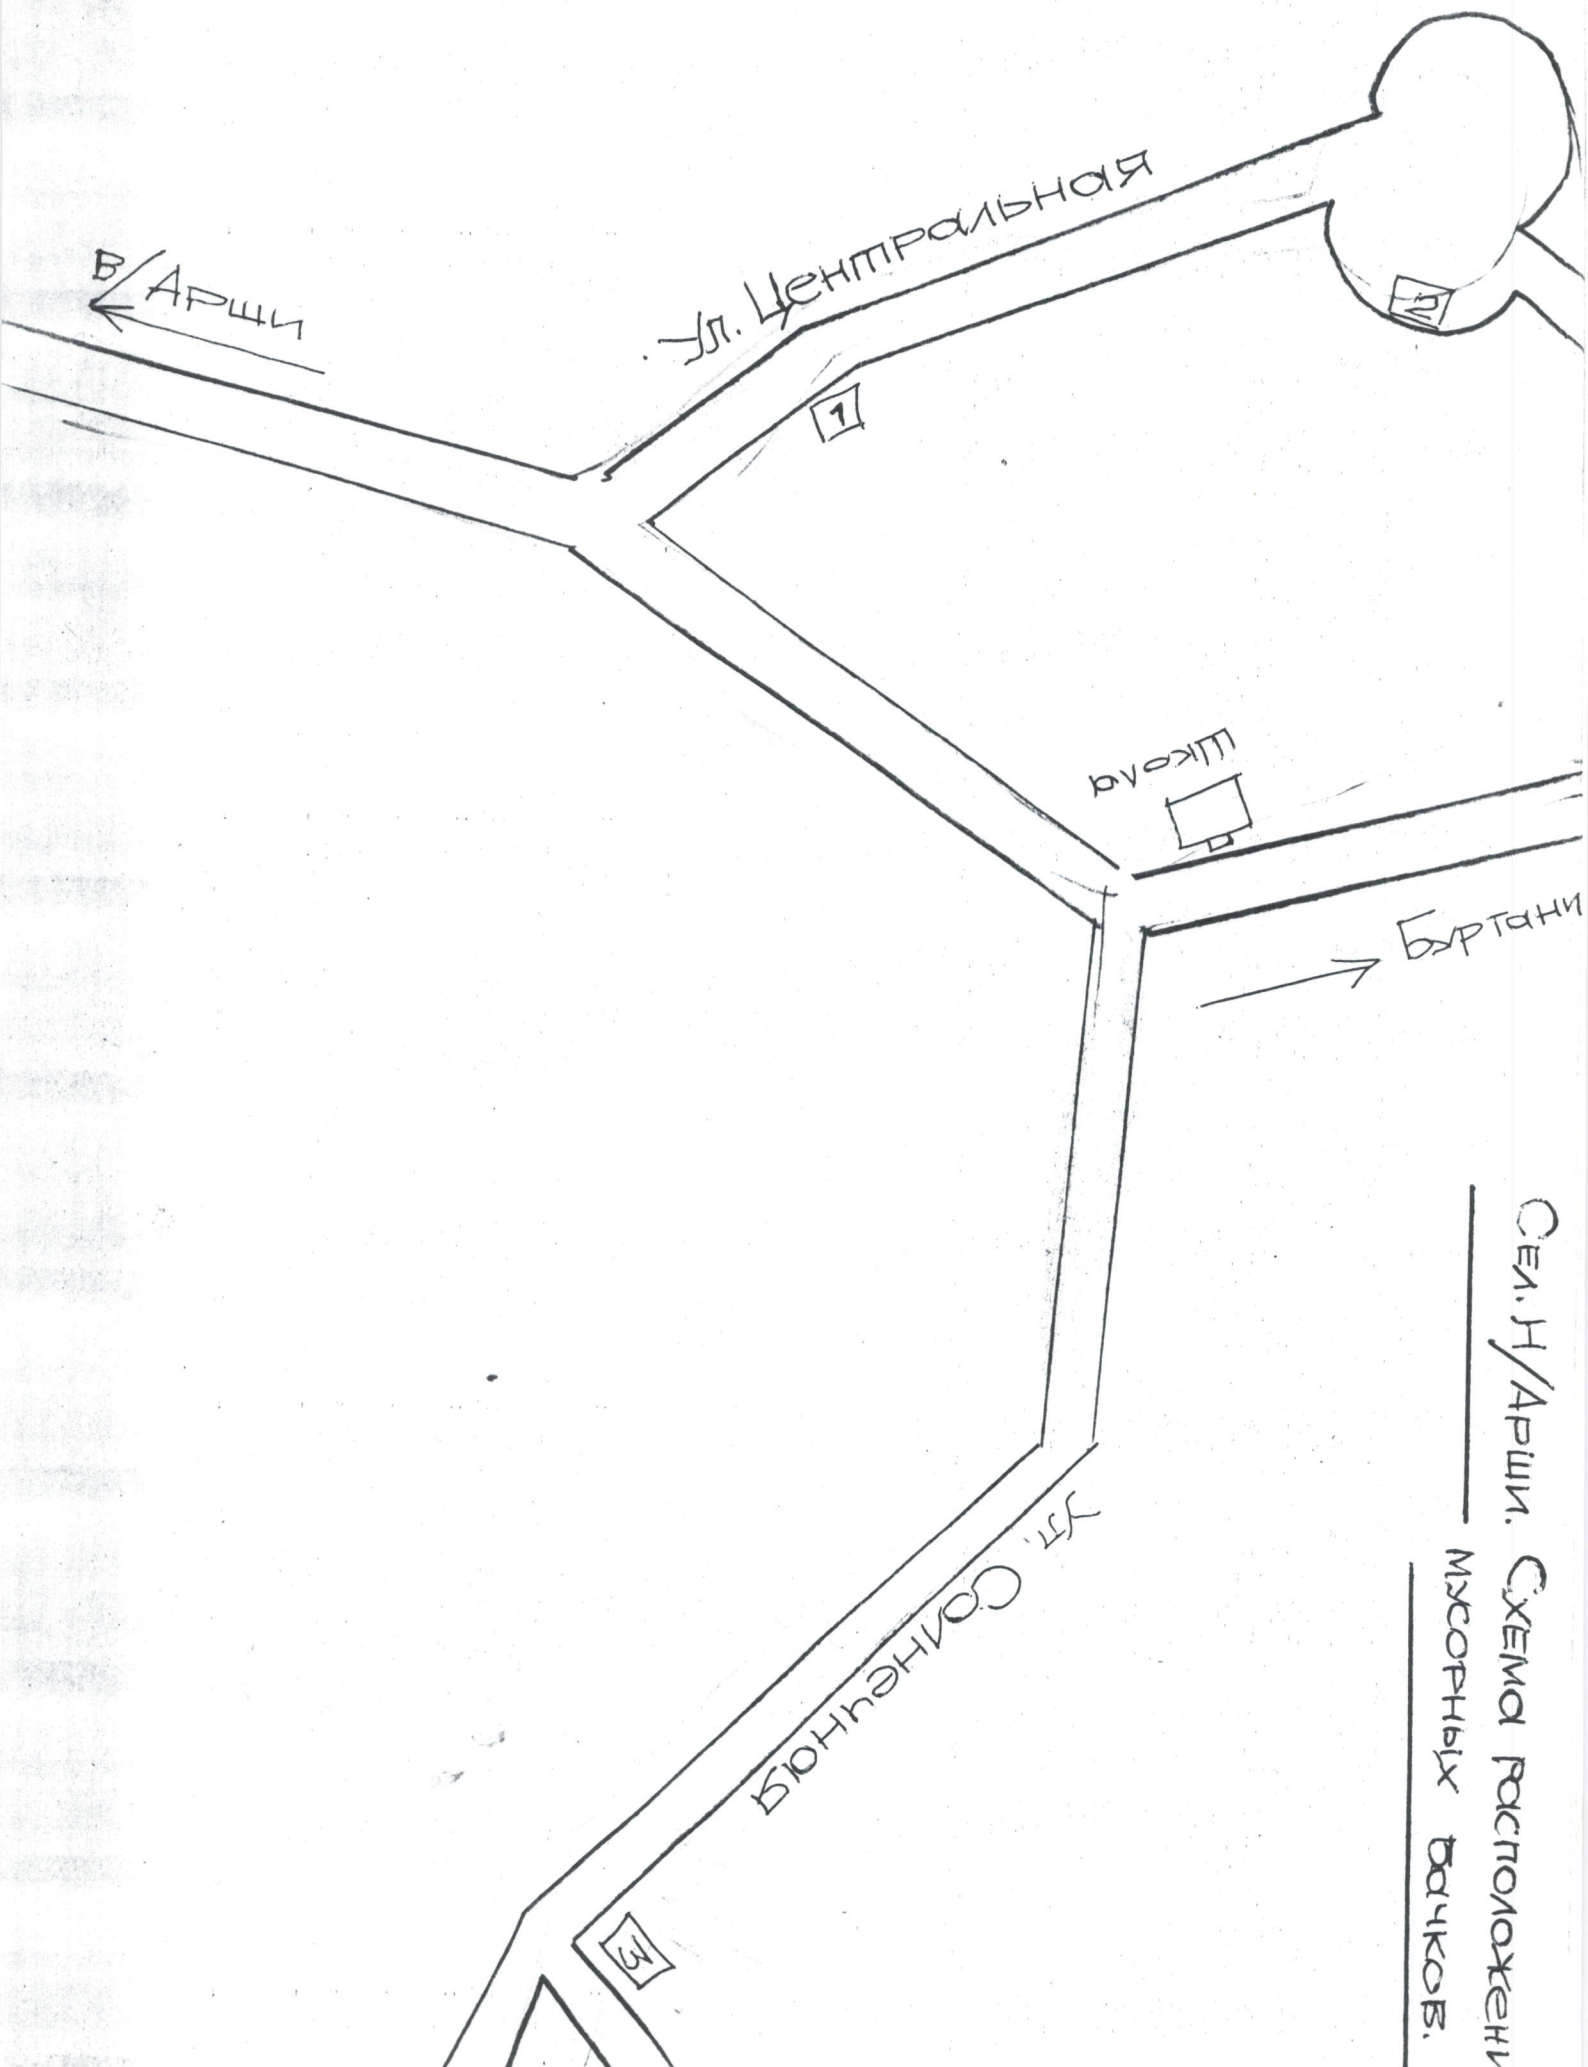 Сел. Н/Арши. Схема расположени
мусорных бачков.
ул. Центральная
В/Арши
1
2
Школа
Буртани
ул. Солнечная
3